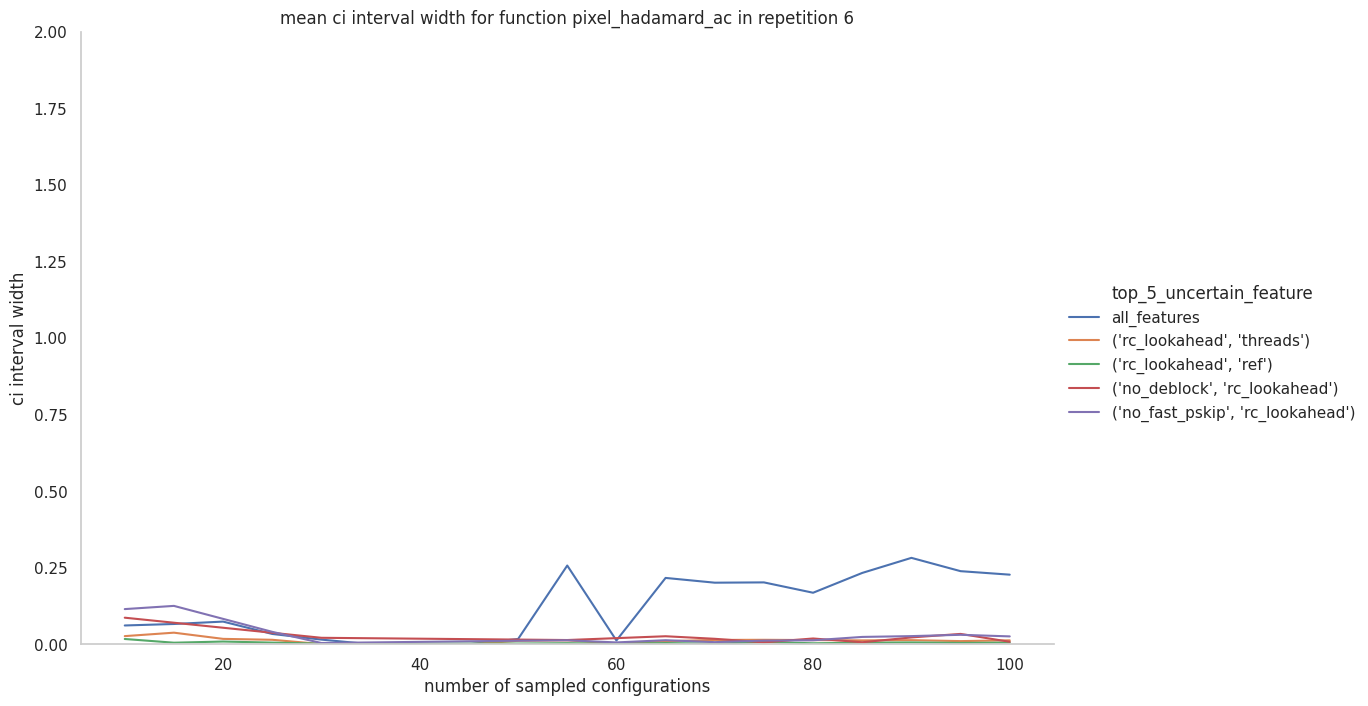 mean ci interval width for function pixel_hadamard_ac in repetition 6
2.00
1.75
1.50
1.25
1.00
0.75
0.50
0.25
0.00
ci interval width
20
40
60
80
100
number of sampled configurations
top_5_uncertain_feature
all_features
('rc_lookahead', 'threads')
('rc_lookahead', 'ref')
('no_deblock', 'rc_lookahead')
('no_fast_pskip', 'rc_lookahead')